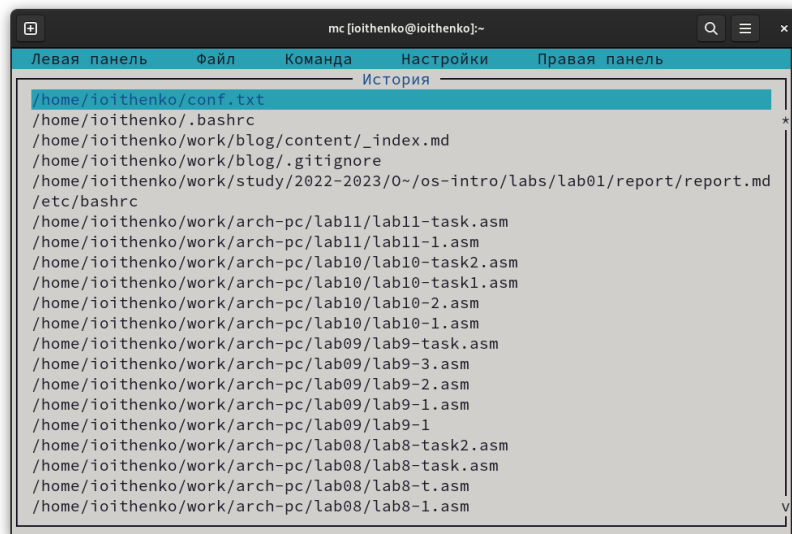 mc [ioithenko@ioithenko]:~
Левая панель Файл Команда Настройки Правая панель
История
/home/ioithenko/conf.txt
/home/ioithenko/.bashrc
/home/ioithenko/work/blog/content/_index.md
/home/ioithenko/work/blog/.gitignore
/home/ioithenko/work/study/2022-2023/О~/os-intro/labs/lab01/report/report.md
/etc/bashrc
/home/ioithenko/work/arch-pc/lab11/lab11-task.asm
/home/ioithenko/work/arch-pc/lab11/lab11-1.asm
/home/ioithenko/work/arch-pc/lab10/lab10-task2.asm
/home/ioithenko/work/arch-pc/lab10/lab10-task1.asm
/home/ioithenko/work/arch-pc/lab10/lab10-2.asm
/home/ioithenko/work/arch-pc/lab10/lab10-1.asm
/home/ioithenko/work/arch-pc/lab09/lab9-task.asm
/home/ioithenko/work/arch-pc/lab09/lab9-3.asm
/home/ioithenko/work/arch-pc/lab09/lab9-2.asm
/home/ioithenko/work/arch-pc/lab09/lab9-1.asm
/home/ioithenko/work/arch-pc/lab09/lab9-1
/home/ioithenko/work/arch-pc/lab08/lab8-task2.asm
/home/ioithenko/work/arch-pc/lab08/lab8-task.asm
/home/ioithenko/work/arch-pc/lab08/lab8-t.asm
/home/ioithenko/work/arch-pc/lab08/lab8-1.asm